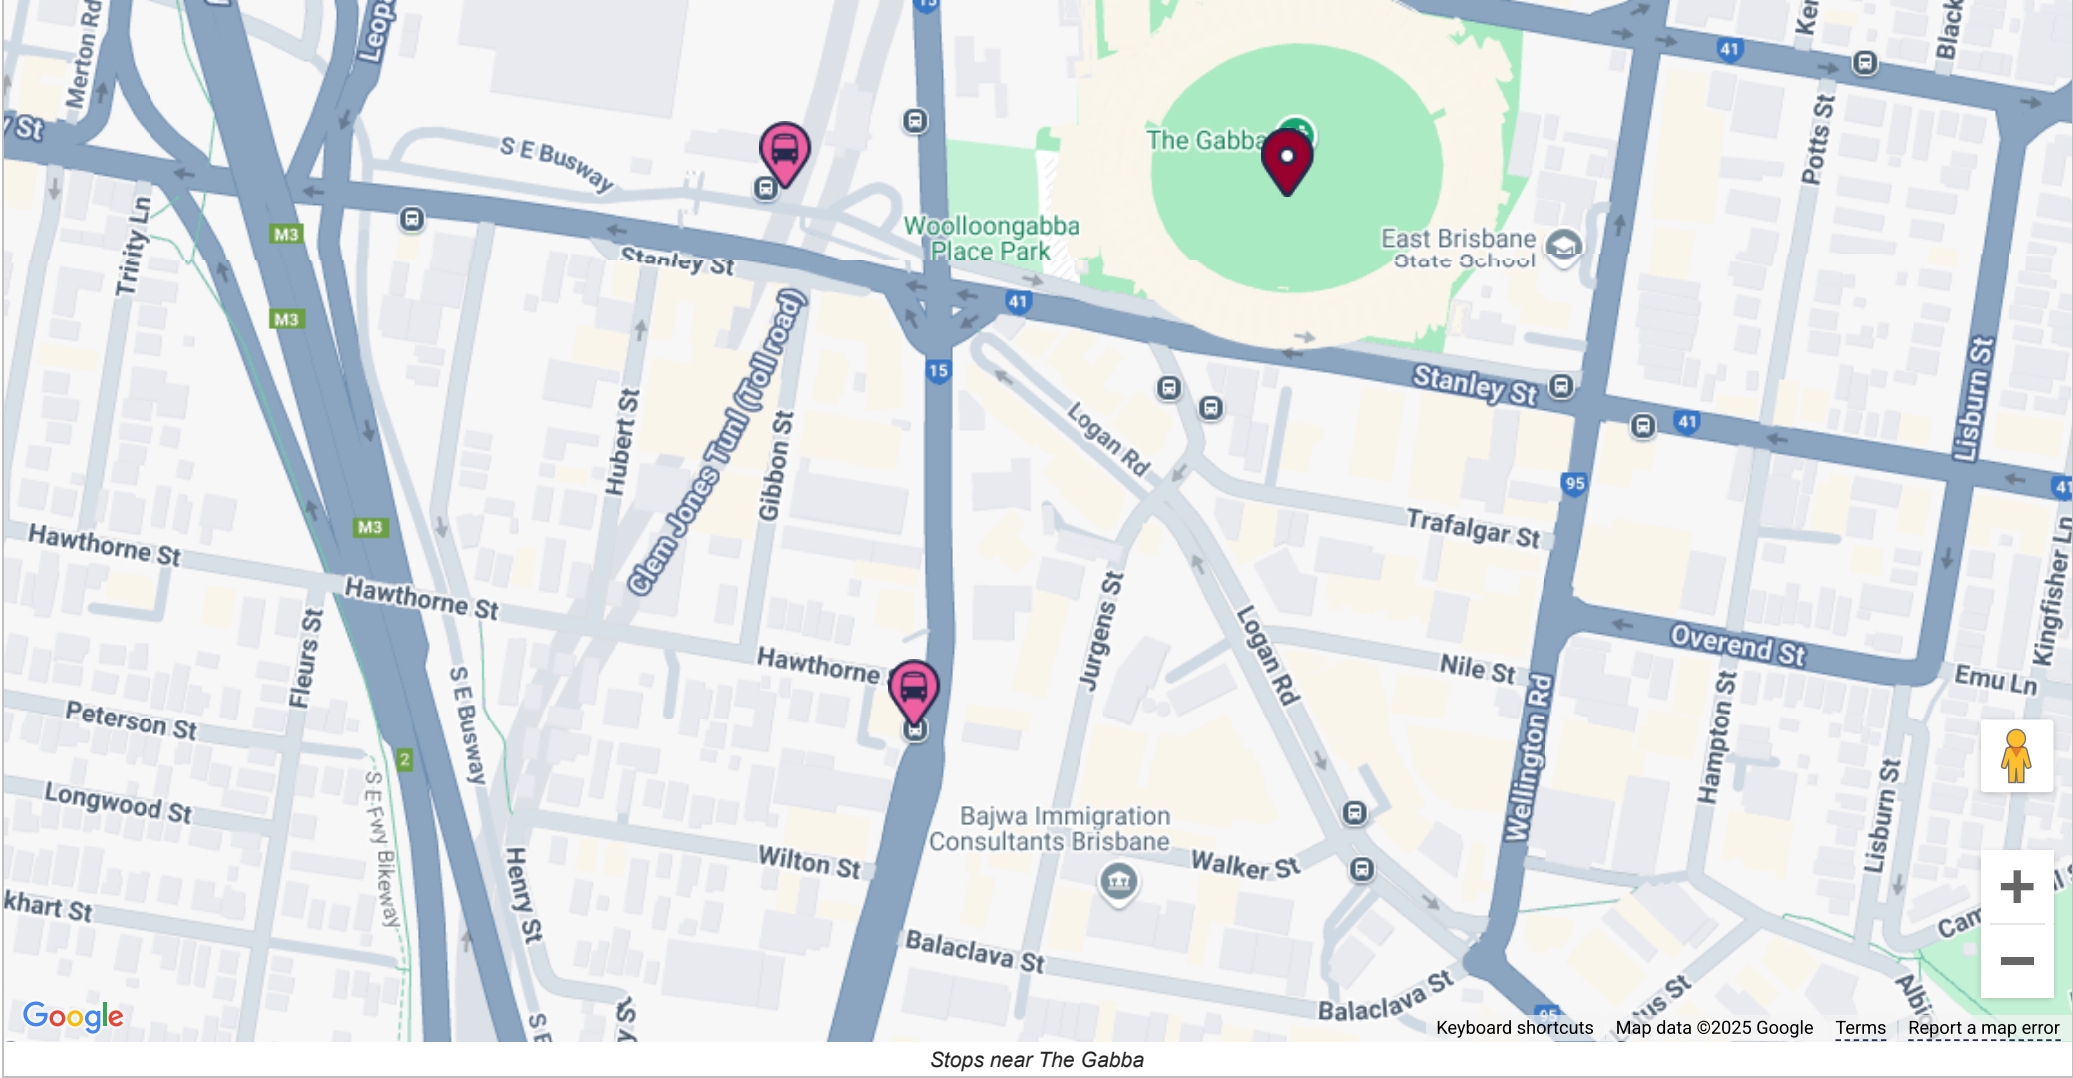 15
Merton Rd
41
St
S E Busway
The Gabba
Potts St
Trinity Ln
M3
Woolloongabba
Place Park
East Brisbane
State School
Stanley St
M3
41
15
Stanley St
Lisburn St
41
Hubert St
Clem Jones Tunl (Toll road)
Gibbon St
Logan Rd
95
41
M3
Trafalgar St
Hawthorne St
Hawthorne St
Kingfisher Ln
Fleurs St
Jurgens St
Logan Rd
Overend St
Hawthorne
Nile St
Emu Ln
Peterson St
S E Busway
Wellington Rd
Hampton St
2
Longwood St
S E Fwy Bikeway
Bajwa Immigration
Consultants Brisbane
Lisburn St
Wilton St
Walker St
Henry St
khart St
Balaclava St
Balaclava St
95
Google
Keyboard shortcuts
Map data ©2025 Google
Terms
Report a map error
Stops near The Gabba